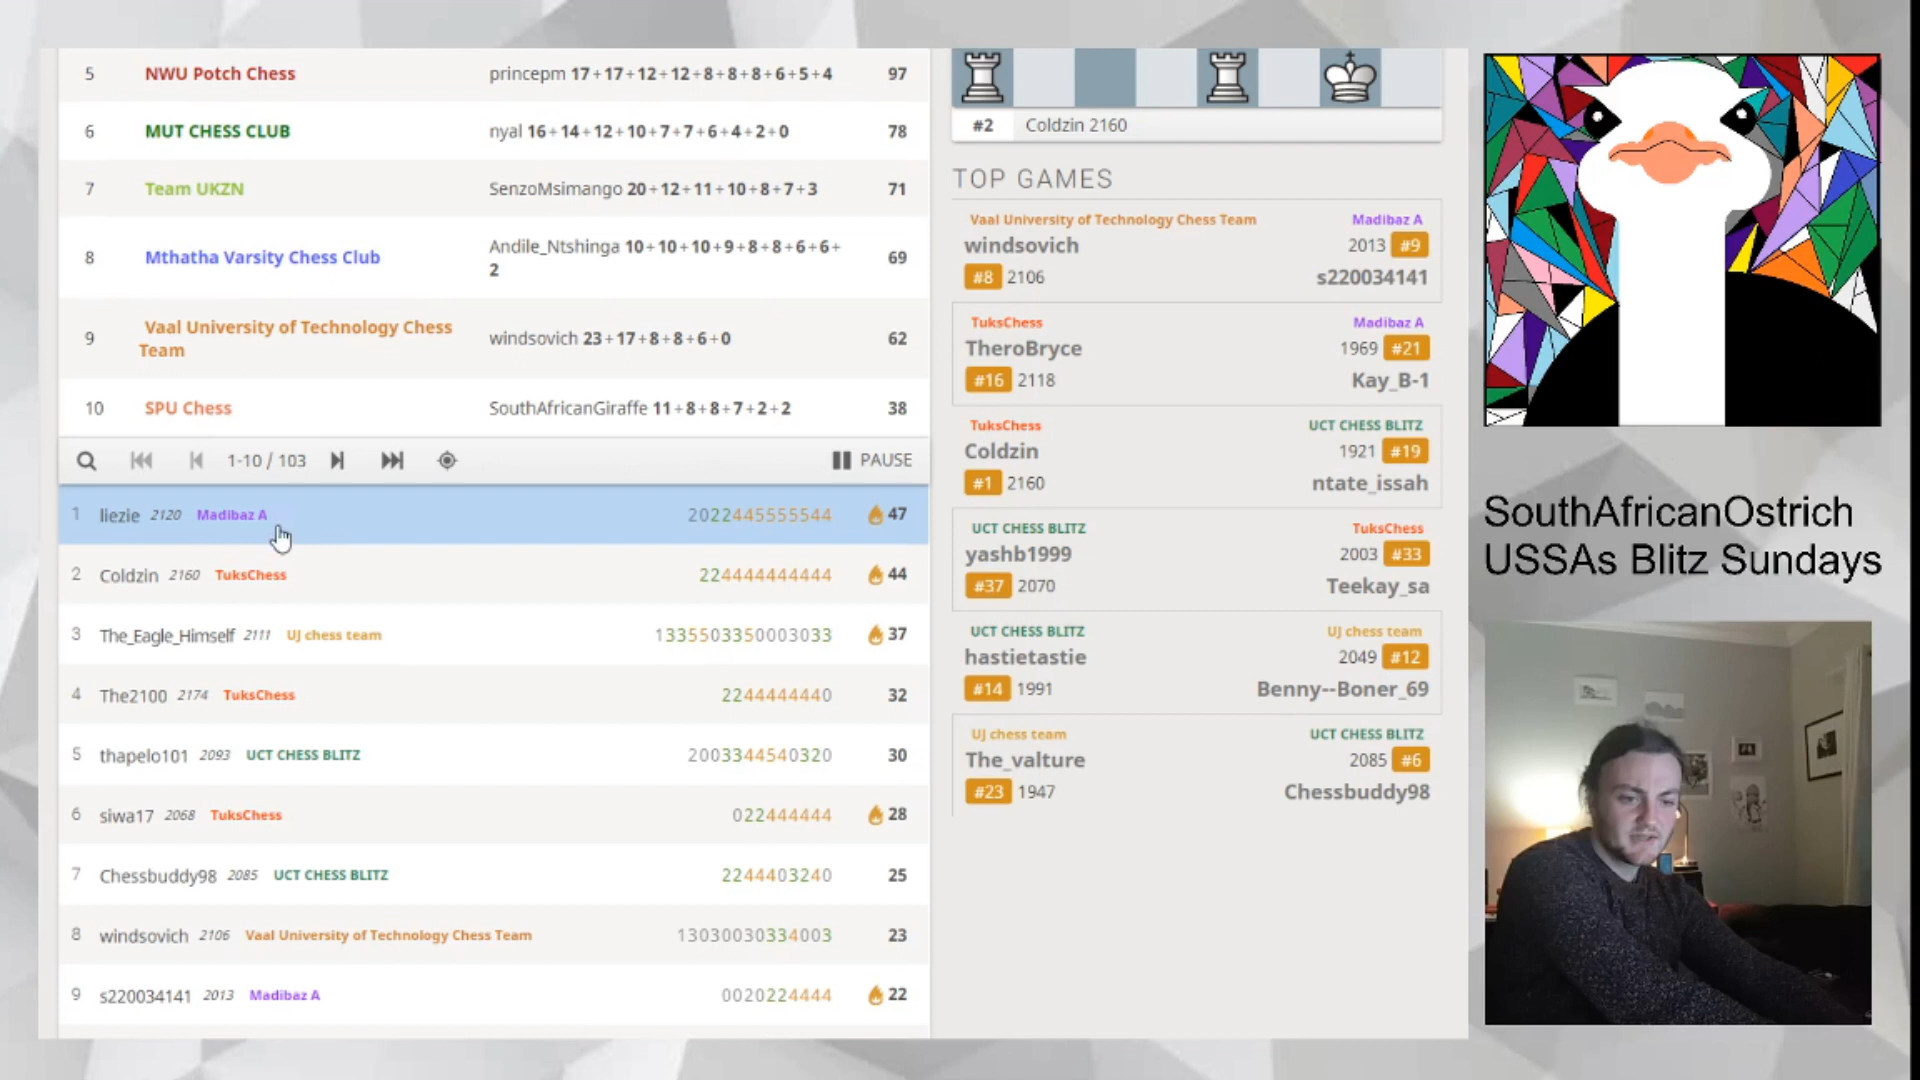 5 NWU Potch Chess princepm 17+17+12+12+8+8+8+6+5+4 97
6 MUT CHESS CLUB nyal 16+14+12+10+7+7+6+4+2+0 78
7 Team UKZN SenzoMsimango 20+12+11+10+8+7+3 71
8 Mthatha Varsity Chess Club Andile_Ntshinga 10+10+10+9+8+8+6+6+ 69
2
9 Vaal University of Technology Chess windsovich 23+17+8+8+6+0 62
Team
10 SPU Chess SouthAfricanGiraffe 11+8+8+7+2+2 38
1-10 / 103 PAUSE
1 liezie 2120 Madibaz A 2022445555544 47
2 Coldzin 2160 TuksChess 224444444444 44
3 The_Eagle_Himself 2111 UJ chess team 1335503350003033 37
4 The2100 2174 TuksChess 2244444440 32
5 thapelo101 2093 UCT CHESS BLITZ 2003344540320 30
6 siwa17 2068 TuksChess 022444444 28
7 Chessbuddy98 2085 UCT CHESS BLITZ 2244403240 25
8 windsovich 2106 Vaal University of Technology Chess Team 13030030334003 23
9 s220034141 2013 Madibaz A 0020224444 22
#2 Coldzin 2160
TOP GAMES
Vaal University of Technology Chess Team Madibaz A
windsovich 2013 #9
#8 2106 s220034141
TuksChess Madibaz A
TheroBryce 1969 #21
#16 2118 Kay_B-1
TuksChess UCT CHESS BLITZ
Coldzin 1921 #19
#1 2160 ntate_issah
UCT CHESS BLITZ TuksChess
yashb1999 2003 #33
#37 2070 Teekay_sa
UCT CHESS BLITZ UJ chess team
hastietastie 2049 #12
#14 1991 Benny--Boner_69
UJ chess team UCT CHESS BLITZ
The_valture 2085 #6
#23 1947 Chessbuddy98
SouthAfricanOstrich
USSAs Blitz Sundays